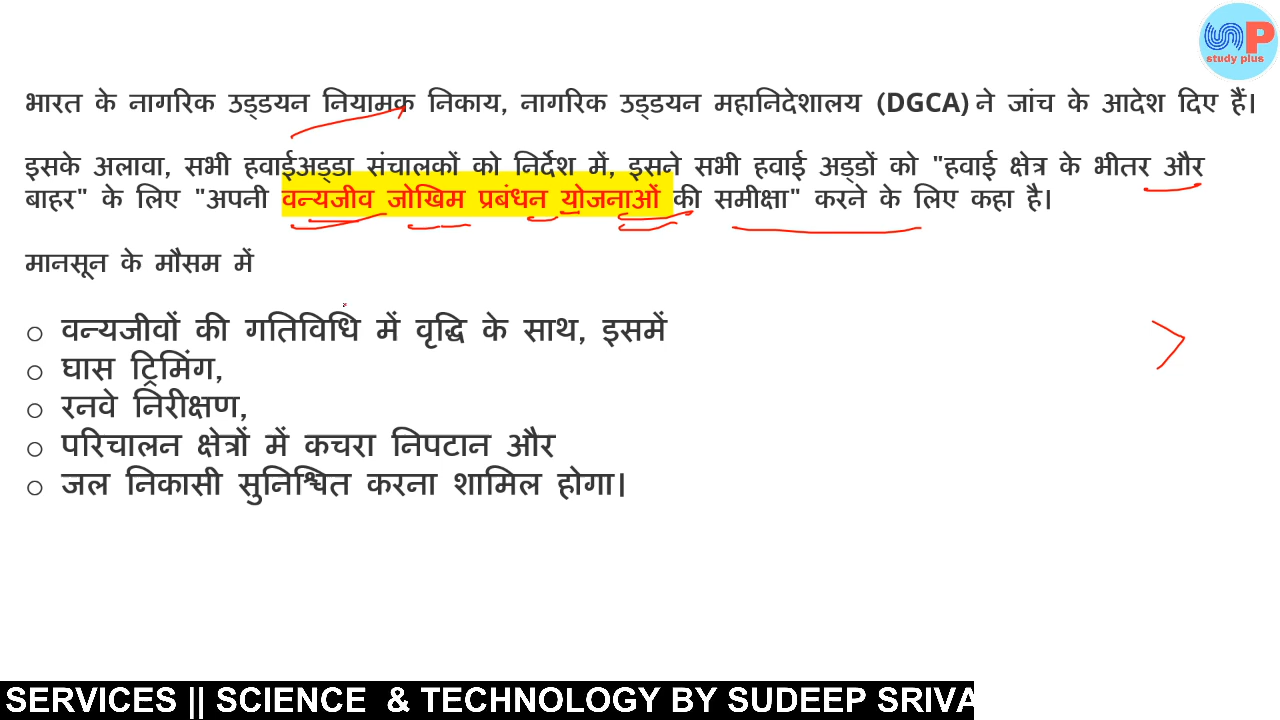 SP
study plus
भारत के नागरिक उड्डयन नियामक निकाय, नागरिक उड्डयन महानिदेशालय (DGCA) ने जांच के आदेश दिए हैं।
इसके अलावा, सभी हवाईअड्डा संचालकों को निर्देश में, इसने सभी हवाई अड्डों को "हवाई क्षेत्र के भीतर और
बाहर" के लिए "अपनी वन्यजीव जोखिम प्रबंधन योजनाओं की समीक्षा" करने के लिए कहा है।
मानसून के मौसम में
o वन्यजीवों की गतिविधि में वृद्धि के साथ, इसमें
o घास ट्रिमिंग,
o रनवे निरीक्षण,
o परिचालन क्षेत्रों में कचरा निपटान और
o जल निकासी सुनिश्चित करना शामिल होगा।
SERVICES || SCIENCE & TECHNOLOGY BY SUDEEP SRIVA